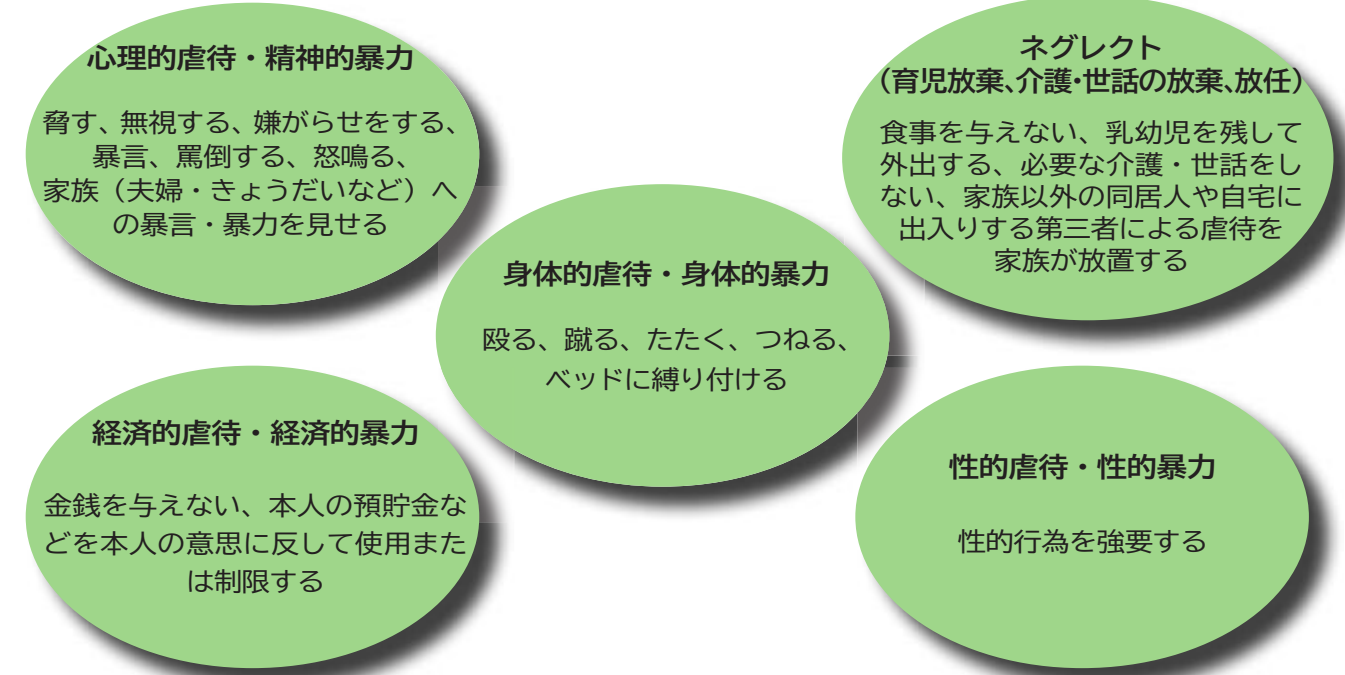 心理的虐待・精神的暴力
脅す、無視する、嫌がらせをする、
暴言、罵倒する、怒鳴る、
家族（夫婦・きょうだいなど）へ
の暴言・暴力を見せる
ネグレクト
（育児放棄、介護・世話の放棄、放任）
食事を与えない、乳幼児を残して
外出する、必要な介護・世話をし
ない、家族以外の同居人や自宅に
出入りする第三者による虐待を
家族が放置する
身体的虐待・身体的暴力
殴る、蹴る、たたく、つねる、
ベッドに縛り付ける
経済的虐待・経済的暴力
金銭を与えない、本人の預貯金な
どを本人の意思に反して使用また
は制限する
性的虐待・性的暴力
性的行為を強要する